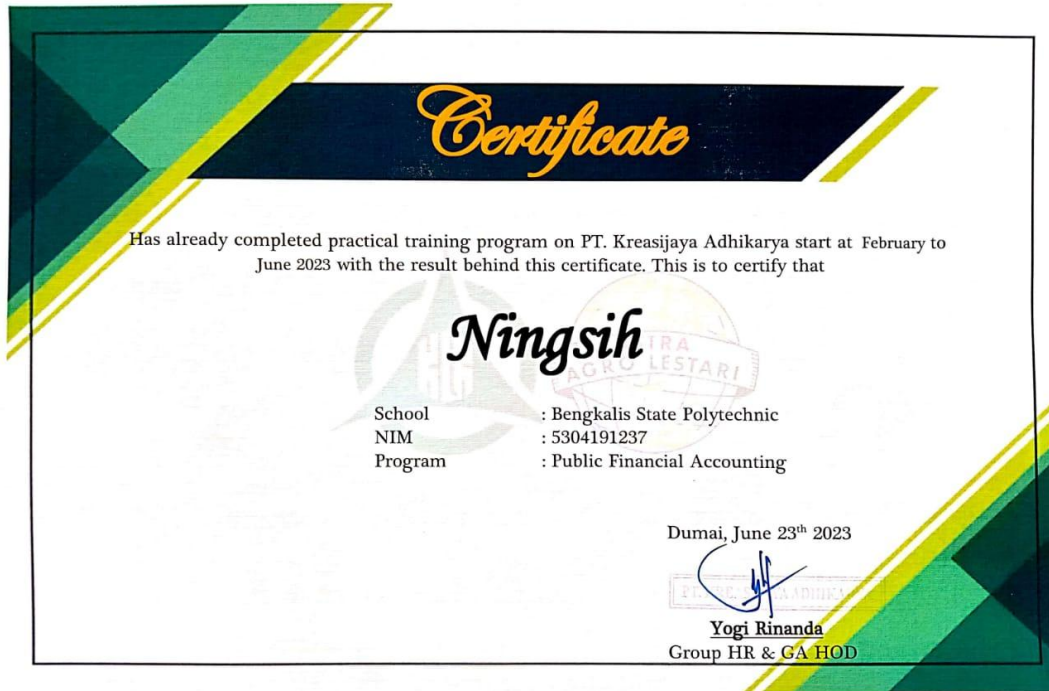 Certificate
Has already completed practical training program on PT. Kreasijaya Adhikarya start at February to
June 2023 with the result behind this certificate. This is to certify that
Ningsih
AGRO LESTARI
School : Bengkalis State Polytechnic
NIM : 5304191237
Program : Public Financial Accounting
Dumai, June 23th 2023
Yogi Rinanda
Group HR & GA HOD